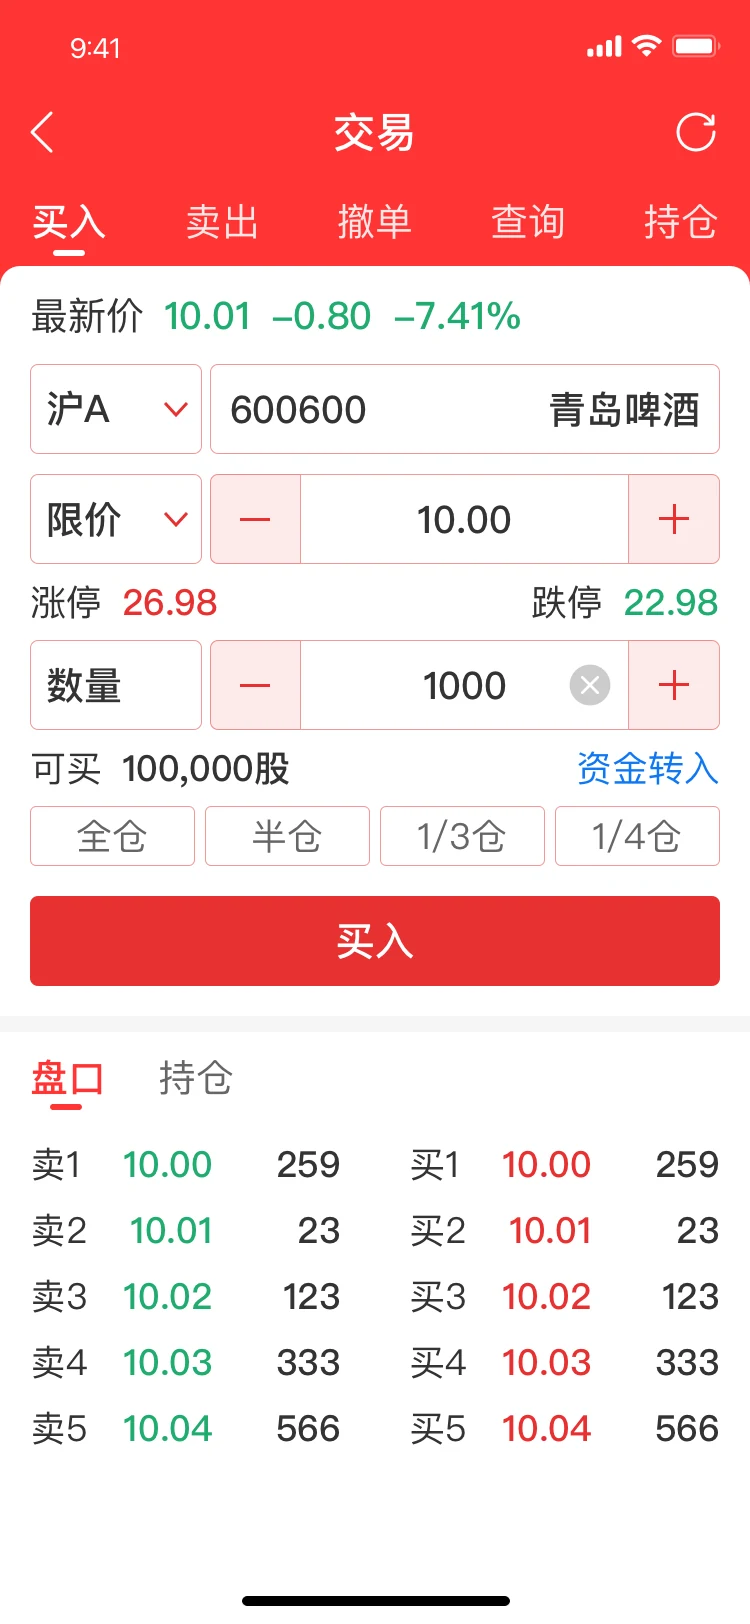 9:41
交易
买入 卖出 撤单 查询 持仓
最新价 10.01 –0.80 –7.41%
沪A 600600 青岛啤酒
限价 — 10.00 +
涨停 26.98 跌停 22.98
数量 — 1000 +
可买 100,000股 资金转入
全仓 半仓 1/3仓 1/4仓
买入
盘口 持仓
卖1 10.00 259 买1 10.00 259
卖2 10.01 23 买2 10.01 23
卖3 10.02 123 买3 10.02 123
卖4 10.03 333 买4 10.03 333
卖5 10.04 566 买5 10.04 566